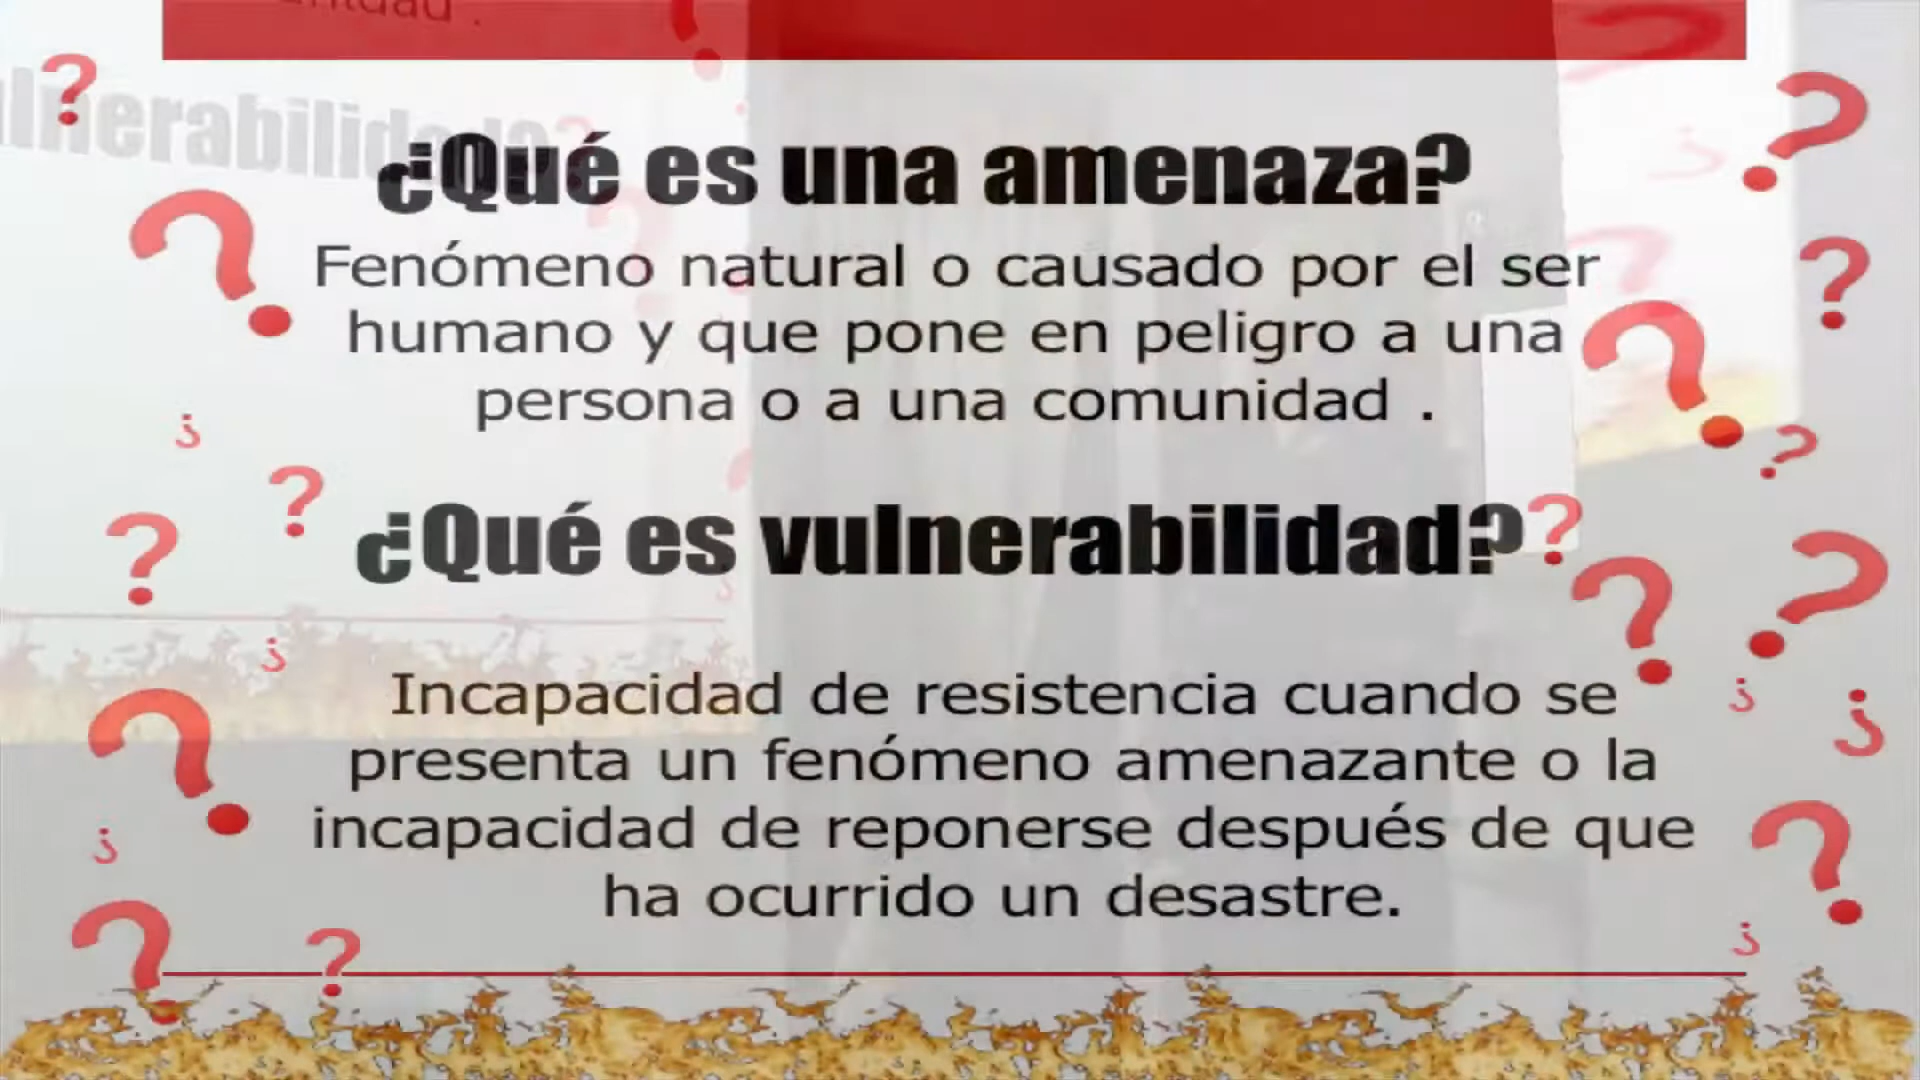 ¿Qué es una amenaza?
Fenómeno natural o causado por el ser
humano y que pone en peligro a una
persona o a una comunidad .
¿Qué es vulnerabilidad?
Incapacidad de resistencia cuando se
presenta un fenómeno amenazante o la
incapacidad de reponerse después de que
ha ocurrido un desastre.